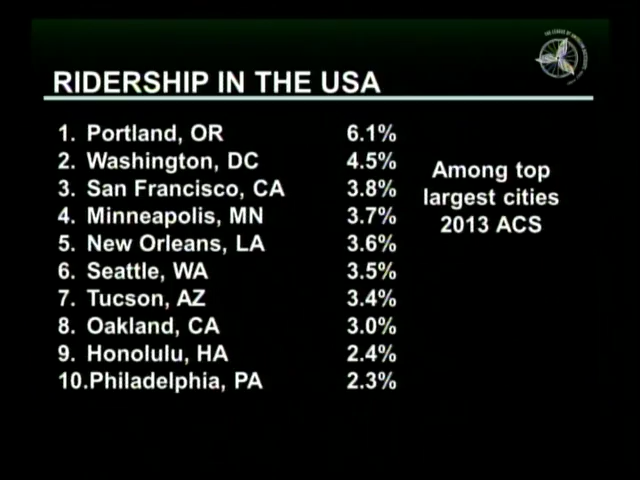 RIDERSHIP IN THE USA
1. Portland, OR 6.1%
2. Washington, DC 4.5%
3. San Francisco, CA 3.8%
4. Minneapolis, MN 3.7%
5. New Orleans, LA 3.6%
6. Seattle, WA 3.5%
7. Tucson, AZ 3.4%
8. Oakland, CA 3.0%
9. Honolulu, HA 2.4%
10.Philadelphia, PA 2.3%
Among top
largest cities
2013 ACS